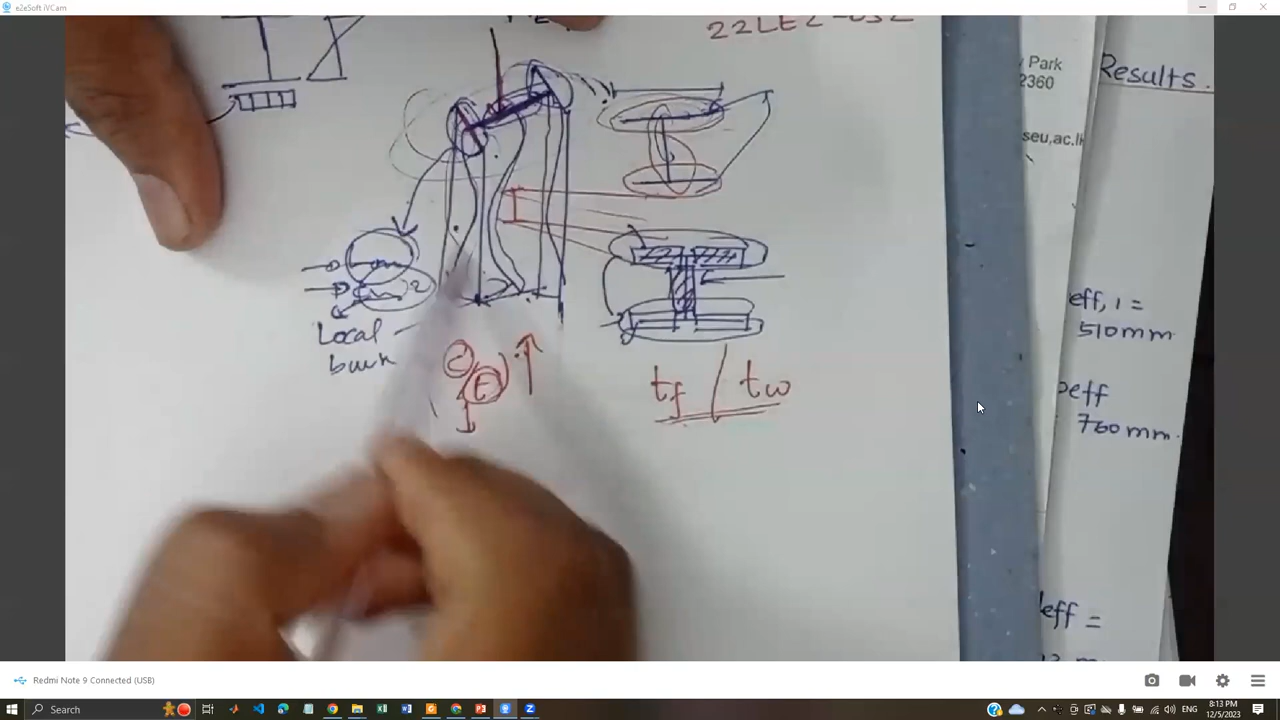 e2eSoft iVCam
22LE2-032
Park
2360
Results.
seu,ac.lk
eff,1 =
510mm
Local
buck
C
t
tf / tw
eff
760mm.
eff =
Redmi Note 9 Connected (USB)
Search
ENG
8:13 PM
12/5/2023